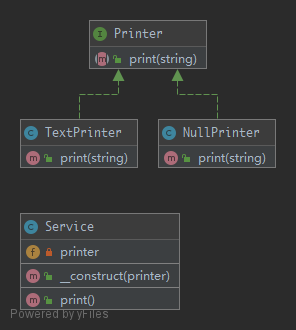 I Printer
m print(string)
C TextPrinter
m print(string)
C NullPrinter
m print(string)
C Service
f printer
m __construct(printer)
m print()
Powered by yFiles